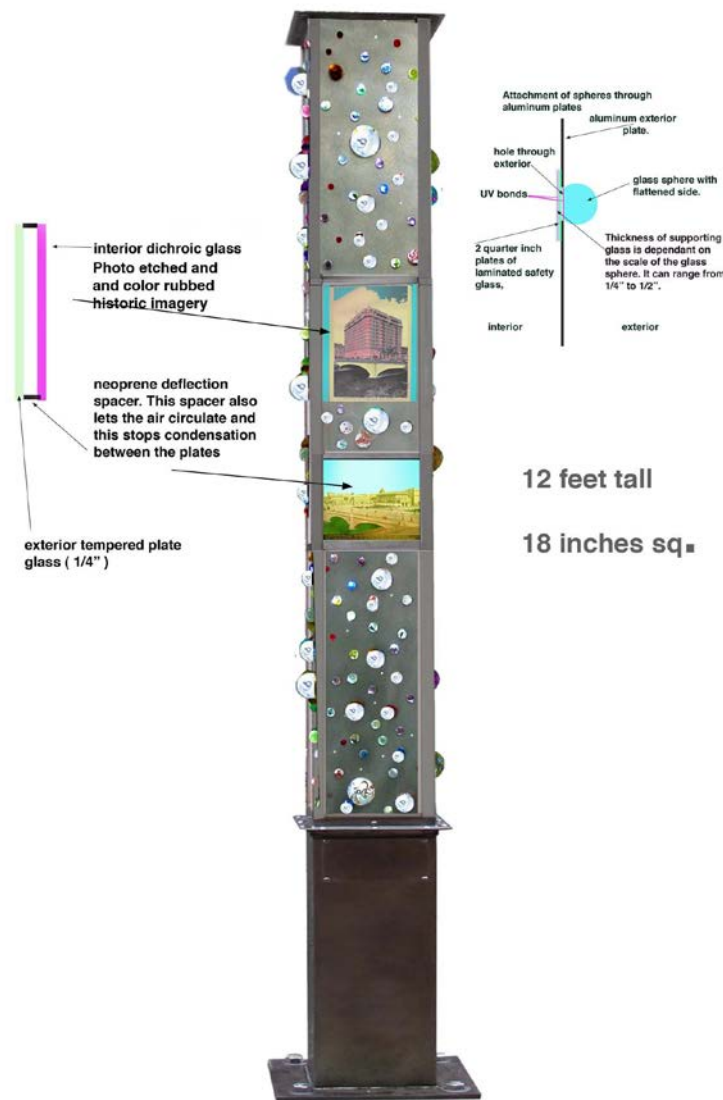 Attachment of spheres through
aluminum plates
aluminum exterior
plate.
hole through
exterior.
UV bonds
glass sphere with
flattened side.
2 quarter inch
plates of
laminated safety
glass,
Thickness of supporting
glass is dependant on
the scale of the glass
sphere. It can range from
1/4" to 1/2".
interior
exterior
interior dichroic glass
Photo etched and
and color rubbed
historic imagery
neoprene deflection
spacer. This spacer also
lets the air circulate and
this stops condensation
between the plates
exterior tempered plate
glass ( 1/4" )
12 feet tall
18 inches sq.